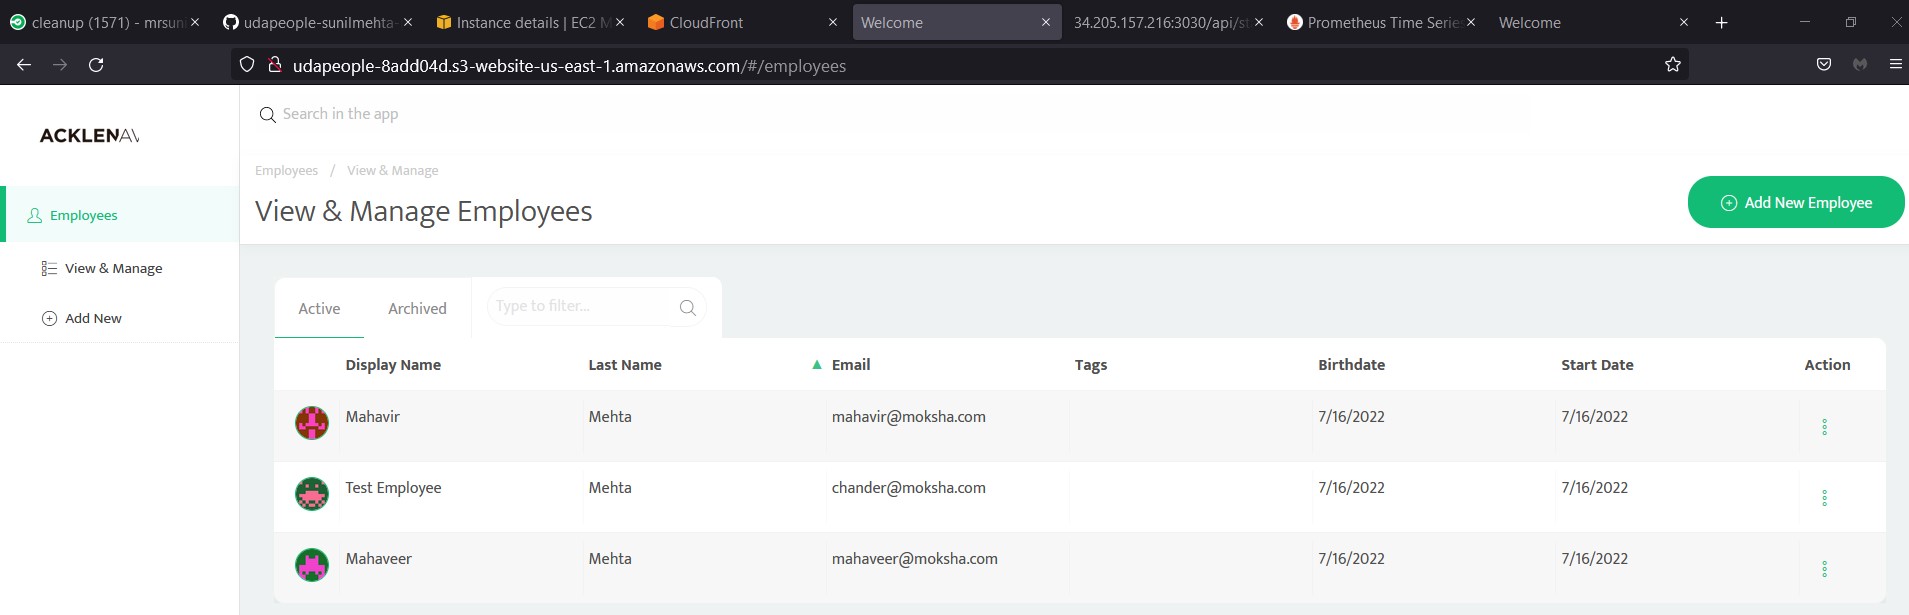 cleanup (1571) - mrsuni
udapeople-sunilmehta-
Instance details | EC2 M
CloudFront
Welcome
34.205.157.216:3030/api/st
Prometheus Time Series
Welcome
udapeople-8add04d.s3-website-us-east-1.amazonaws.com/#/employees
ACKLENAV
Search in the app
Employees / View & Manage
View & Manage Employees
Add New Employee
Employees
View & Manage
Add New
Active
Archived
Type to filter...
Display Name Last Name Email Tags Birthdate Start Date Action
Mahavir Mehta mahavir@moksha.com 7/16/2022 7/16/2022
Test Employee Mehta chander@moksha.com 7/16/2022 7/16/2022
Mahaveer Mehta mahaveer@moksha.com 7/16/2022 7/16/2022